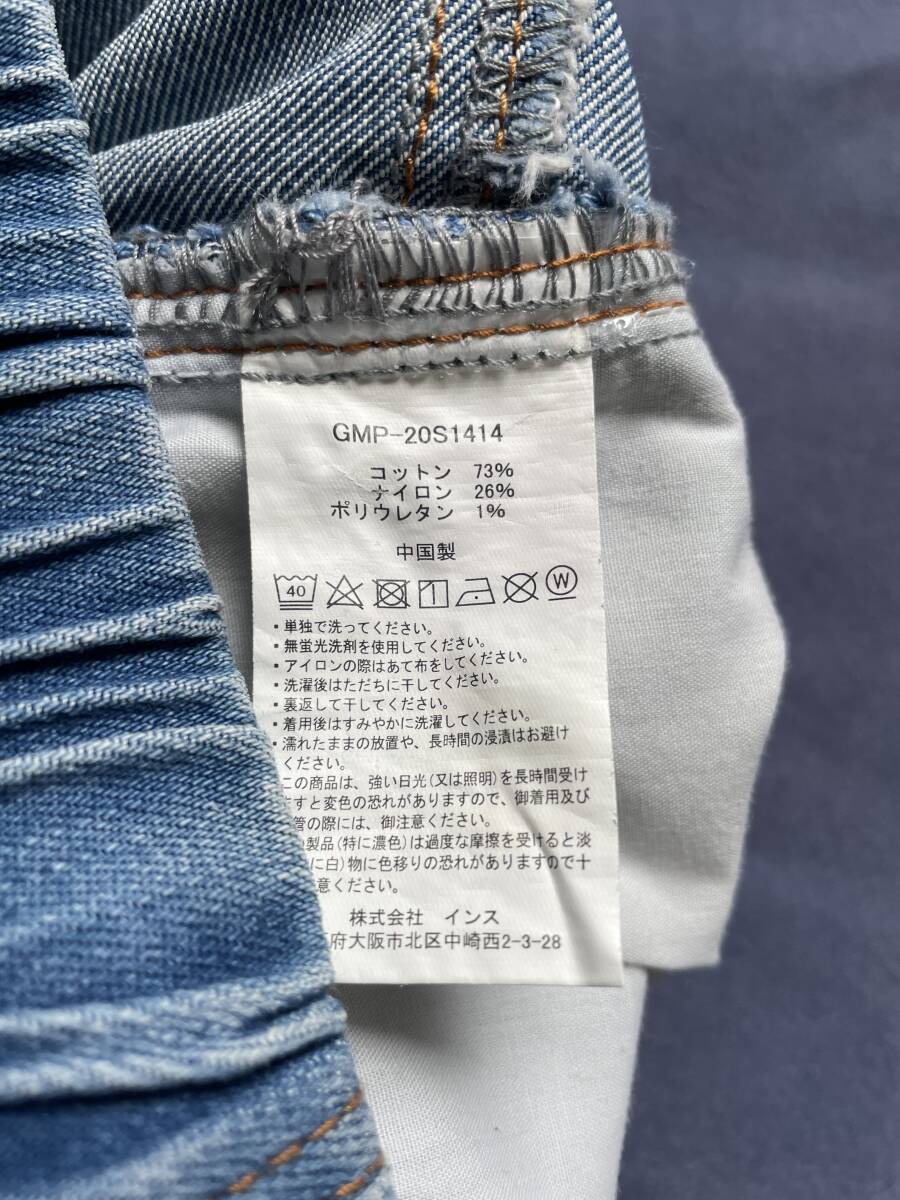 GMP-20S1414
コットン 73%
ナイロン 26%
ポリウレタン 1%
中国製
40 W
・単独で洗ってください。
・無蛍光洗剤を使用してください。
・アイロンの際はあて布をしてください。
・洗濯後はただちに干してください。
・裏返して干してください。
・着用後はすみやかに洗濯してください。
・濡れたままの放置や、長時間の浸漬はお避け
ください。
この商品は、強い日光(又は照明)を長時間受け
ますと変色の恐れがありますので、御着用及び
管の際には、御注意ください。
製品(特に濃色)は過度な摩擦を受けると淡
に白)物に色移りの恐れがありますので十
意ください。
株式会社 インス
府大阪市北区中崎西2-3-28